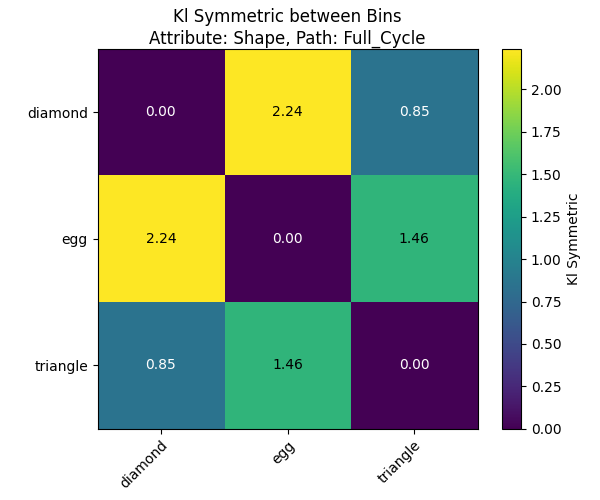 Kl Symmetric between Bins
Attribute: Shape, Path: Full_Cycle
diamond
0.00
2.24
0.85
egg
2.24
0.00
1.46
triangle
0.85
1.46
0.00
diamond
egg
triangle
2.00
1.75
1.50
1.25
1.00
0.75
0.50
0.25
0.00
Kl Symmetric